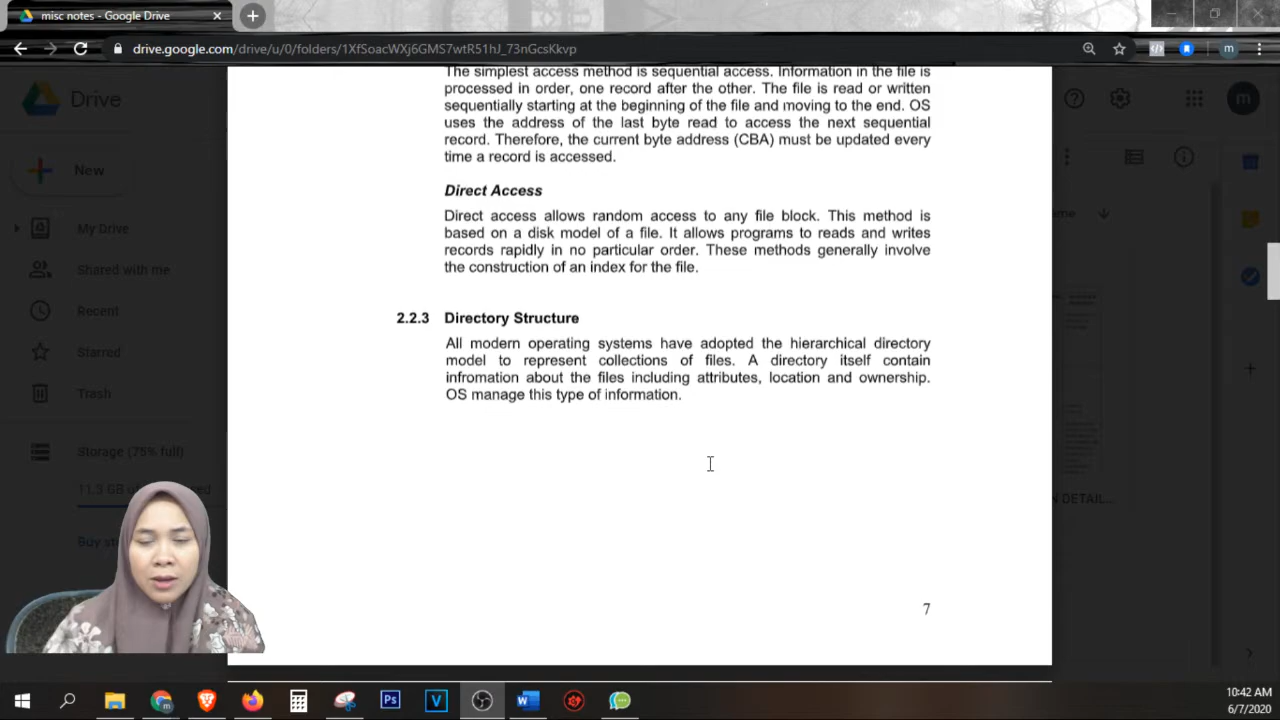 misc notes - Google Drive
drive.google.com/drive/u/0/folders/1XfSoacWXj6GMS7wtR51hJ_73nGcsKkvp
Drive
New
My Drive
Shared with me
Recent
Starred
Trash
Storage (75% full)
11.3 GB
The simplest access method is sequential access. Information in the file is
processed in order, one record after the other. The file is read or written
sequentially starting at the beginning of the file and moving to the end. OS
uses the address of the last byte read to access the next sequential
record. Therefore, the current byte address (CBA) must be updated every
time a record is accessed.
Direct Access
Direct access allows random access to any file block. This method is
based on a disk model of a file. It allows programs to reads and writes
records rapidly in no particular order. These methods generally involve
the construction of an index for the file.
2.2.3 Directory Structure
All modern operating systems have adopted the hierarchical directory
model to represent collections of files. A directory itself contain
infromation about the files including attributes, location and ownership.
OS manage this type of information.
7
m
m
Ps
V
10:42 AM
6/7/2020